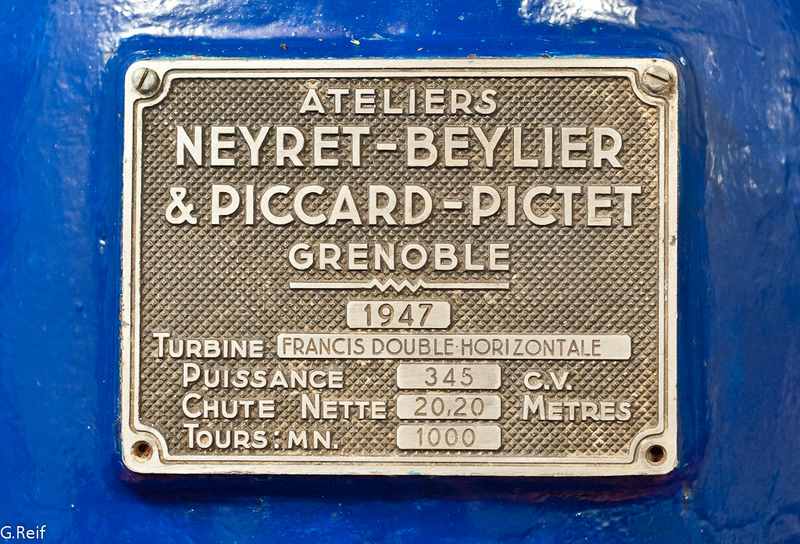 ATELIERS
NEYRET-BEYLIER
& PICCARD-PICTET
GRENOBLE
1947
TURBINE FRANCIS DOUBLE-HORIZONTALE
PUISSANCE 345 C.V.
CHUTE NETTE 20,20 METRES
TOURS: MN. 1000
G.Reif